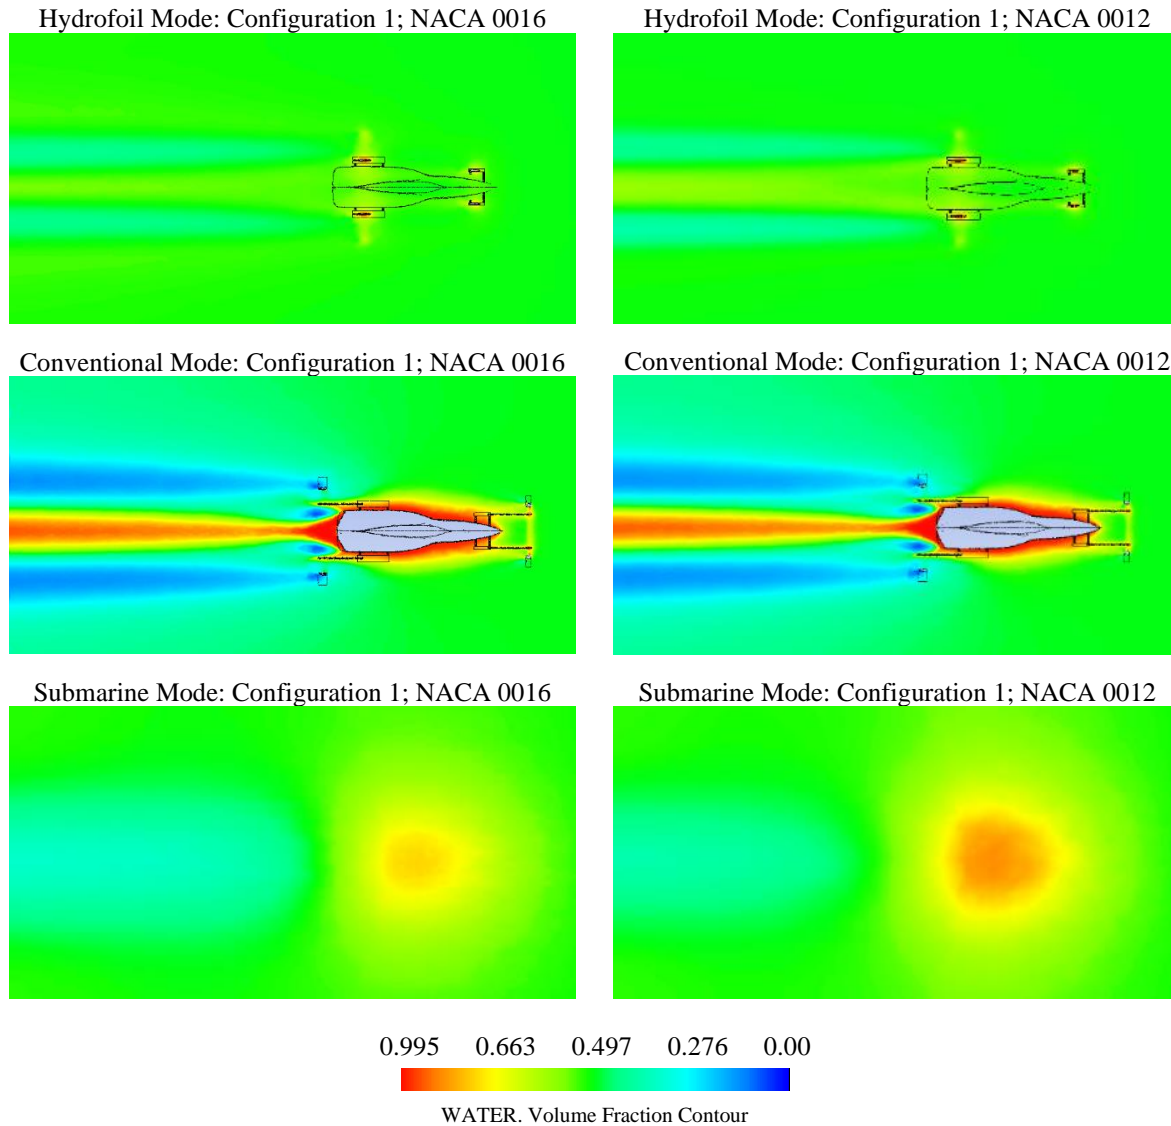 Hydrofoil Mode: Configuration 1; NACA 0016
Hydrofoil Mode: Configuration 1; NACA 0012
Conventional Mode: Configuration 1; NACA 0016
Conventional Mode: Configuration 1; NACA 0012
Submarine Mode: Configuration 1; NACA 0016
Submarine Mode: Configuration 1; NACA 0012
0.995 0.663 0.497 0.276 0.00
WATER. Volume Fraction Contour